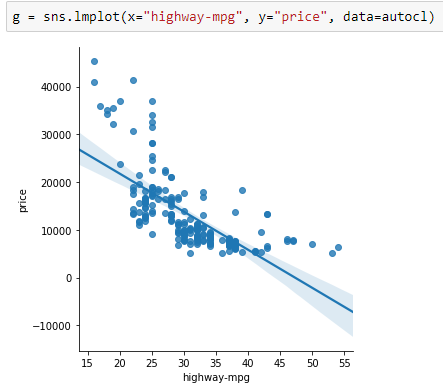 g = sns.lmplot(x="highway-mpg", y="price", data=autocl)
40000
30000
20000
10000
0
−10000
price
15 20 25 30 35 40 45 50 55
highway-mpg